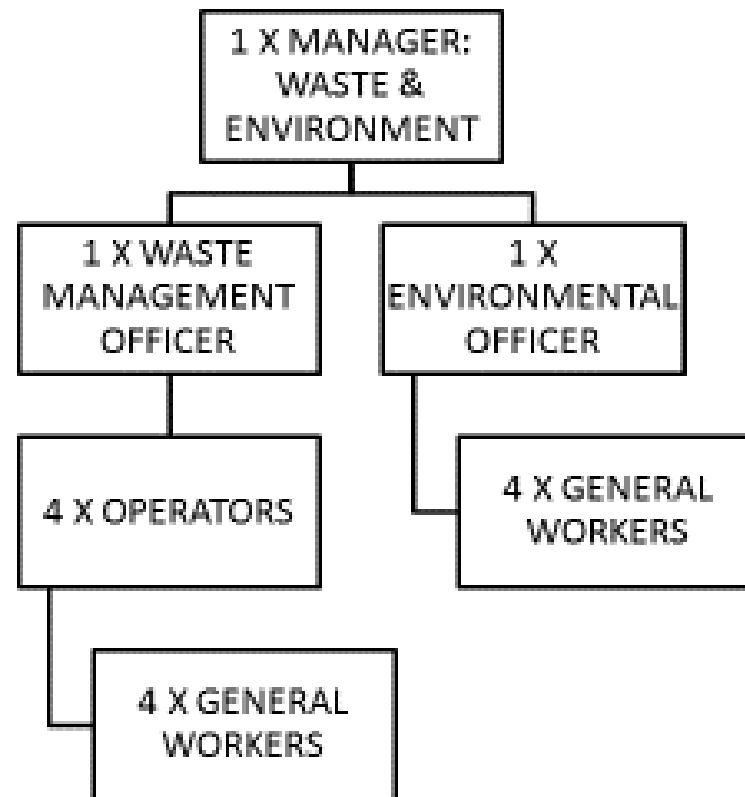 1 X MANAGER:
WASTE &
ENVIRONMENT
1 X WASTE
MANAGEMENT
OFFICER
1 X
ENVIRONMENTAL
OFFICER
4 X OPERATORS
4 X GENERAL
WORKERS
4 X GENERAL
WORKERS